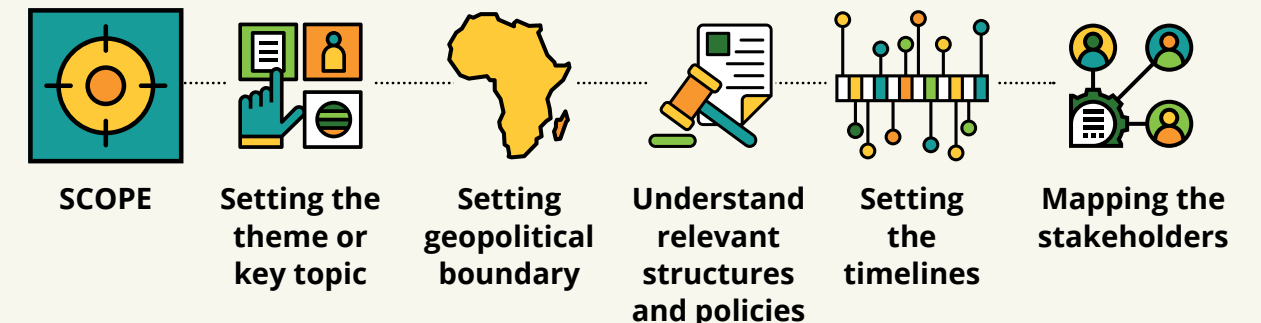 SCOPE
Setting the
theme or
key topic
Setting
geopolitical
boundary
Understand
relevant
structures
and policies
Setting
the
timelines
Mapping the
stakeholders